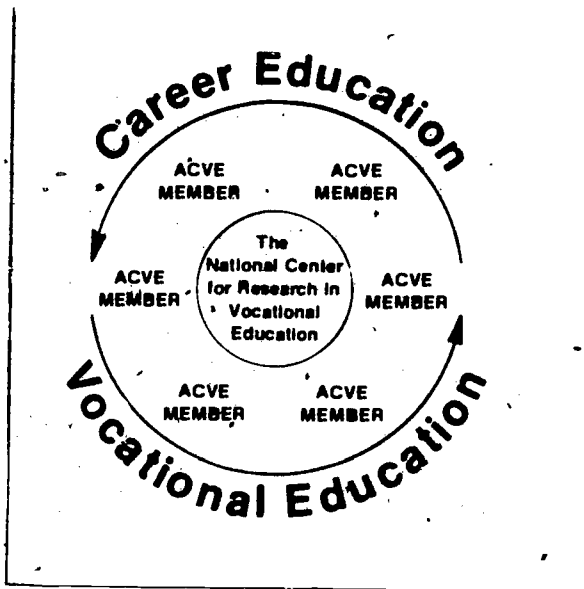 Career Education
ACVE
MEMBER
ACVE
MEMBER
The
National Center
for Research in
Vocational
Education
ACVE
MEMBER
ACVE
MEMBER
ACVE
MEMBER
ACVE
MEMBER
Vocational Education